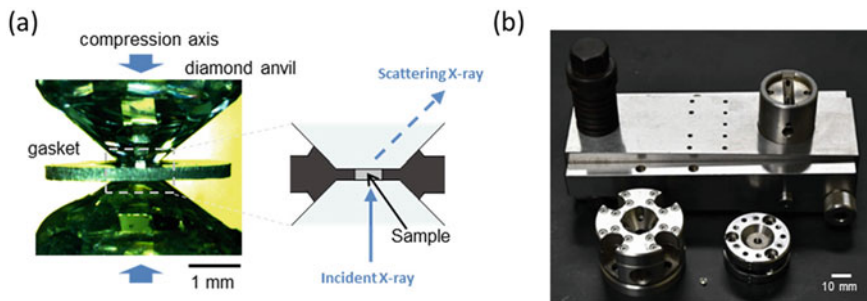 (a)
compression axis
diamond anvil
gasket
1 mm
Scattering X-ray
Sample
Incident X-ray
(b)
10 mm